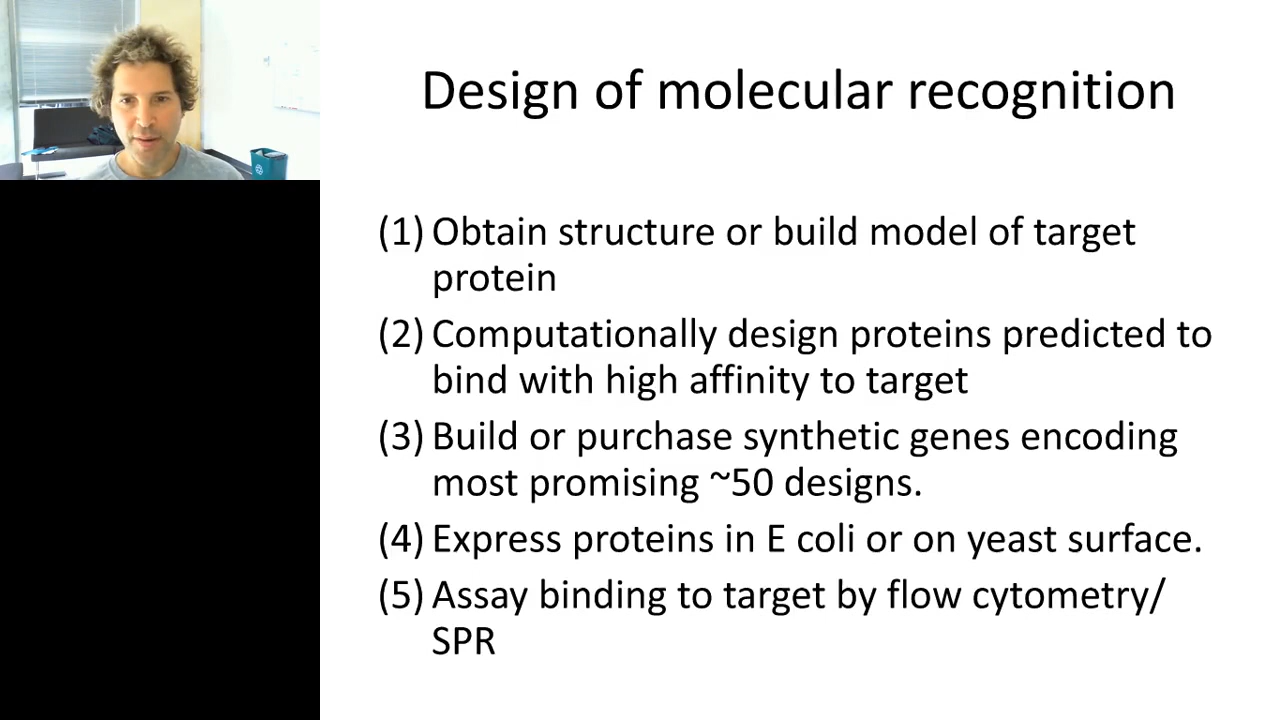 Design of molecular recognition
(1) Obtain structure or build model of target
protein
(2) Computationally design proteins predicted to
bind with high affinity to target
(3) Build or purchase synthetic genes encoding
most promising ~50 designs.
(4) Express proteins in E coli or on yeast surface.
(5) Assay binding to target by flow cytometry/
SPR